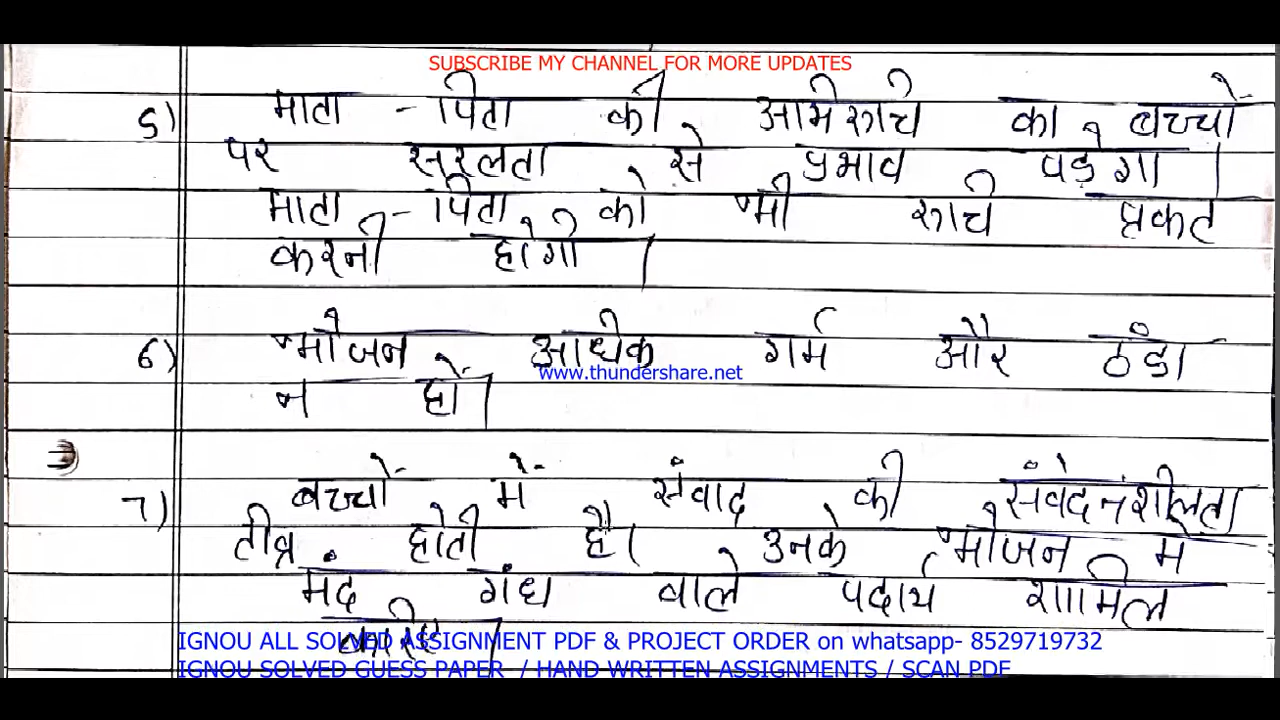 SUBSCRIBE MY CHANNEL FOR MORE UPDATES
5) माता - पिता की अभिरुचि का बच्चों
पर सरलता से प्रभाव पड़ेगा।
माता - पिता को भी रुचि प्रकट
करनी होगी।
6) भोजन अधिक गर्म और ठंडा
www.thundershare.net
न हों।
7) बच्चों में संवाद की संवेदनशीलता
तीव्र होती है। उनके भोजन में
मंद गंध वाले पदार्थ शामिल
IGNOU ALL SOLVED ASSIGNMENT PDF & PROJECT ORDER on whatsapp- 8529719732
IGNOU SOLVED GUESS PAPER / HAND WRITTEN ASSIGNMENTS / SCAN PDF